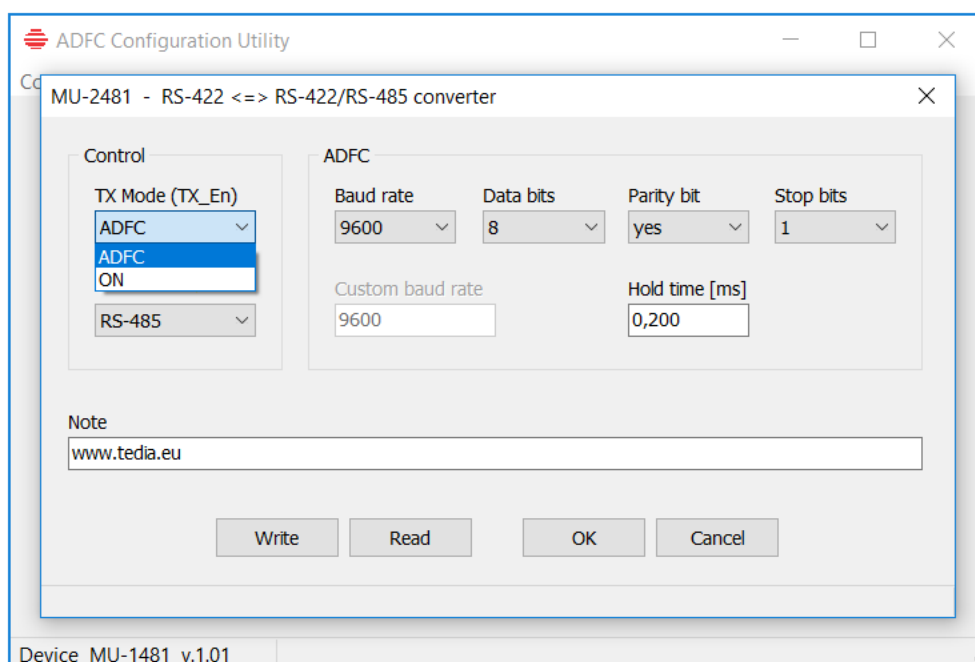 ADFC Configuration Utility
Co
MU-2481 - RS-422 <=> RS-422/RS-485 converter
Control
TX Mode (TX_En)
ADFC
ADFC
ON
RS-485
ADFC
Baud rate Data bits Parity bit Stop bits
9600 8 yes 1
Custom baud rate Hold time [ms]
9600 0,200
Note
www.tedia.eu
Write Read OK Cancel
Device MU-1481 v.1.01